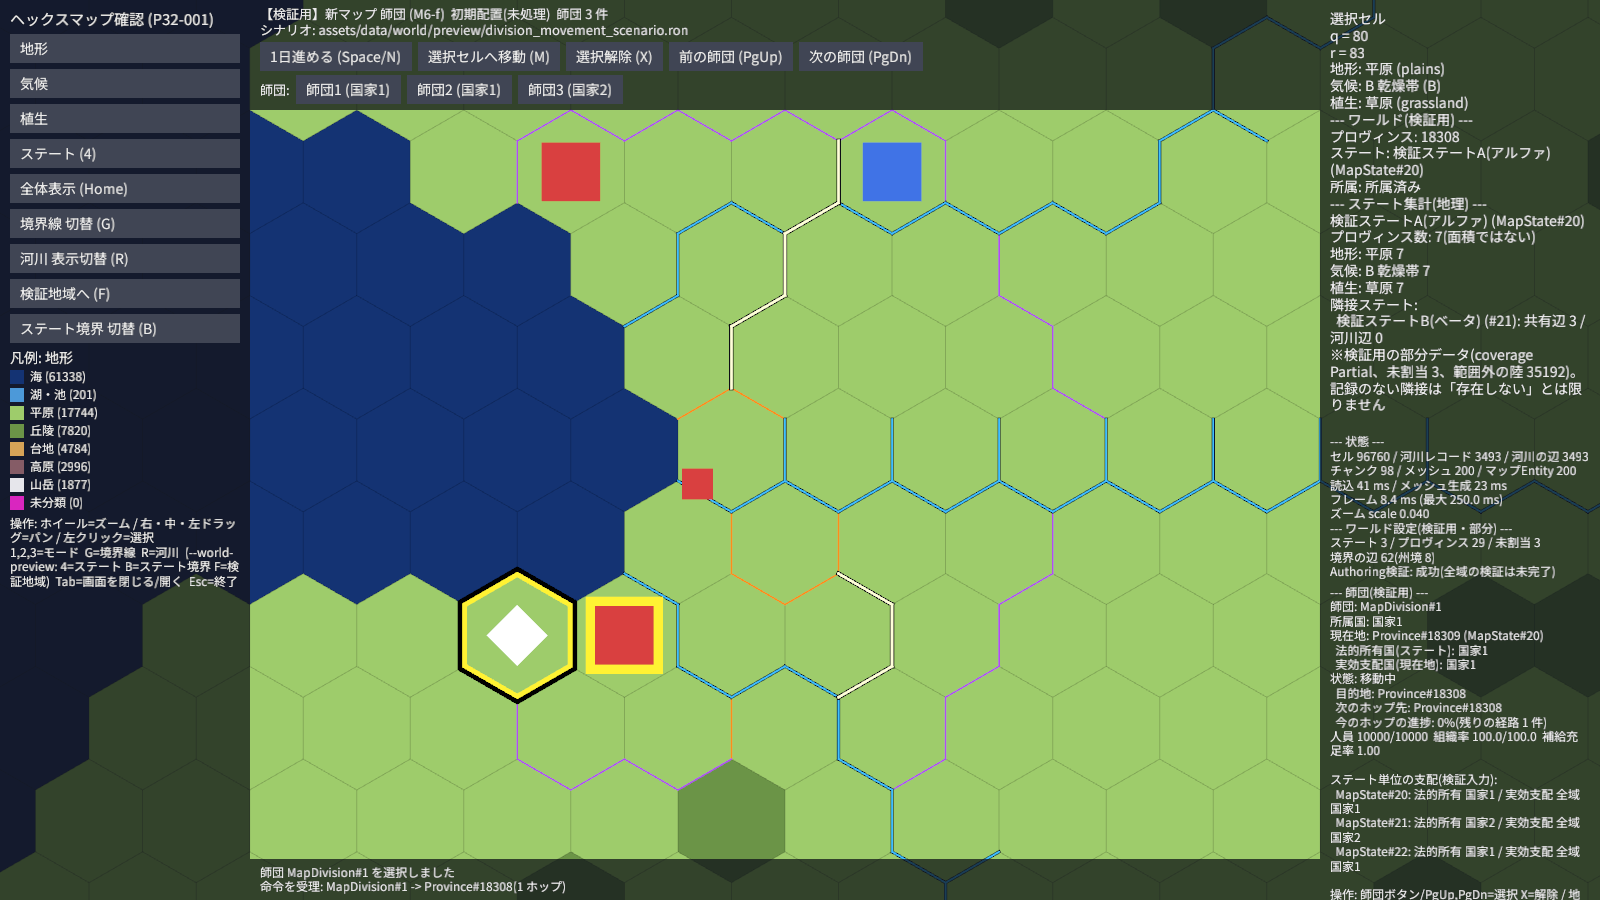 ヘックスマップ確認 (P32-001)
地形
気候
植生
ステート (4)
全体表示 (Home)
境界線 切替 (G)
河川 表示切替 (R)
検証地域へ (F)
ステート境界 切替 (B)
凡例: 地形
海 (61338)
湖・池 (201)
平原 (17744)
丘陵 (7820)
台地 (4784)
高原 (2996)
山岳 (1877)
未分類 (0)
操作: ホイール=ズーム / 右・中・左ドラッ
グ=パン / 左クリック=選択
1,2,3=モード G=境界線 R=河川 (--world-
preview: 4=ステート B=ステート境界 F=検
証地域) Tab=画面を閉じる/開く Esc=終了
【検証用】新マップ 師団 (M6-f) 初期配置(未処理) 師団 3 件
シナリオ: assets/data/world/preview/division_movement_scenario.ron
1日進める (Space/N)
選択セルへ移動 (M)
選択解除 (X)
前の師団 (PgUp)
次の師団 (PgDn)
師団:
師団1 (国家1)
師団2 (国家1)
師団3 (国家2)
師団 MapDivision#1 を選択しました
命令を受理: MapDivision#1 -> Province#18308(1 ホップ)
選択セル
q = 80
r = 83
地形: 平原 (plains)
気候: B 乾燥帯 (B)
植生: 草原 (grassland)
--- ワールド(検証用) ---
プロヴィンス: 18308
ステート: 検証ステートA(アルファ)
(MapState#20)
所属: 所属済み
--- ステート集計(地理) ---
検証ステートA(アルファ) (MapState#20)
プロヴィンス数: 7(面積ではない)
地形: 平原 7
気候: B 乾燥帯 7
植生: 草原 7
隣接ステート:
検証ステートB(ベータ) (#21): 共有辺 3 /
河川辺 0
※検証用の部分データ(coverage
Partial、未割当 3、範囲外の陸 35192)。
記録のない隣接は「存在しない」とは限
りません
--- 状態 ---
セル 96760 / 河川レコード 3493 / 河川の辺 3493
チャンク 98 / メッシュ 200 / マップEntity 200
読込 41 ms / メッシュ生成 23 ms
フレーム 8.4 ms (最大 250.0 ms)
ズーム scale 0.040
--- ワールド設定(検証用・部分) ---
ステート 3 / プロヴィンス 29 / 未割当 3
境界の辺 62(州境 8)
Authoring検証: 成功(全域の検証は未完了)
--- 師団(検証用) ---
師団: MapDivision#1
所属国: 国家1
現在地: Province#18309 (MapState#20)
法的所有国(ステート): 国家1
実効支配国(現在地): 国家1
状態: 移動中
目的地: Province#18308
次のホップ先: Province#18308
今のホップの進捗: 0%(残りの経路 1 件)
人員 10000/10000 組織率 100.0/100.0 補給充
足率 1.00
ステート単位の支配(検証入力):
MapState#20: 法的所有 国家1 / 実効支配 全域
国家1
MapState#21: 法的所有 国家2 / 実効支配 全域
国家2
MapState#22: 法的所有 国家1 / 実効支配 全域
国家1
操作: 師団ボタン/PgUp,PgDn=選択 X=解除 / 地